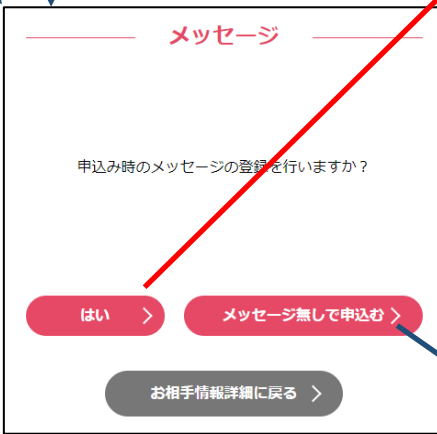 メッセージ
申込み時のメッセージの登録を行いますか？
はい
メッセージ無しで申込む
お相手情報詳細に戻る